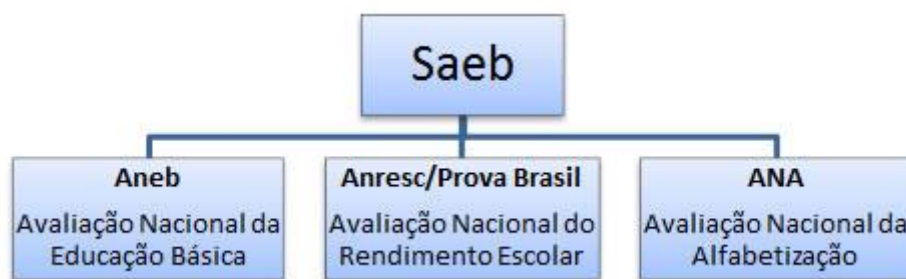 Saeb
Aneb
Avaliação Nacional da
Educação Básica
Anresc/Prova Brasil
Avaliação Nacional do
Rendimento Escolar
ANA
Avaliação Nacional da
Alfabetização